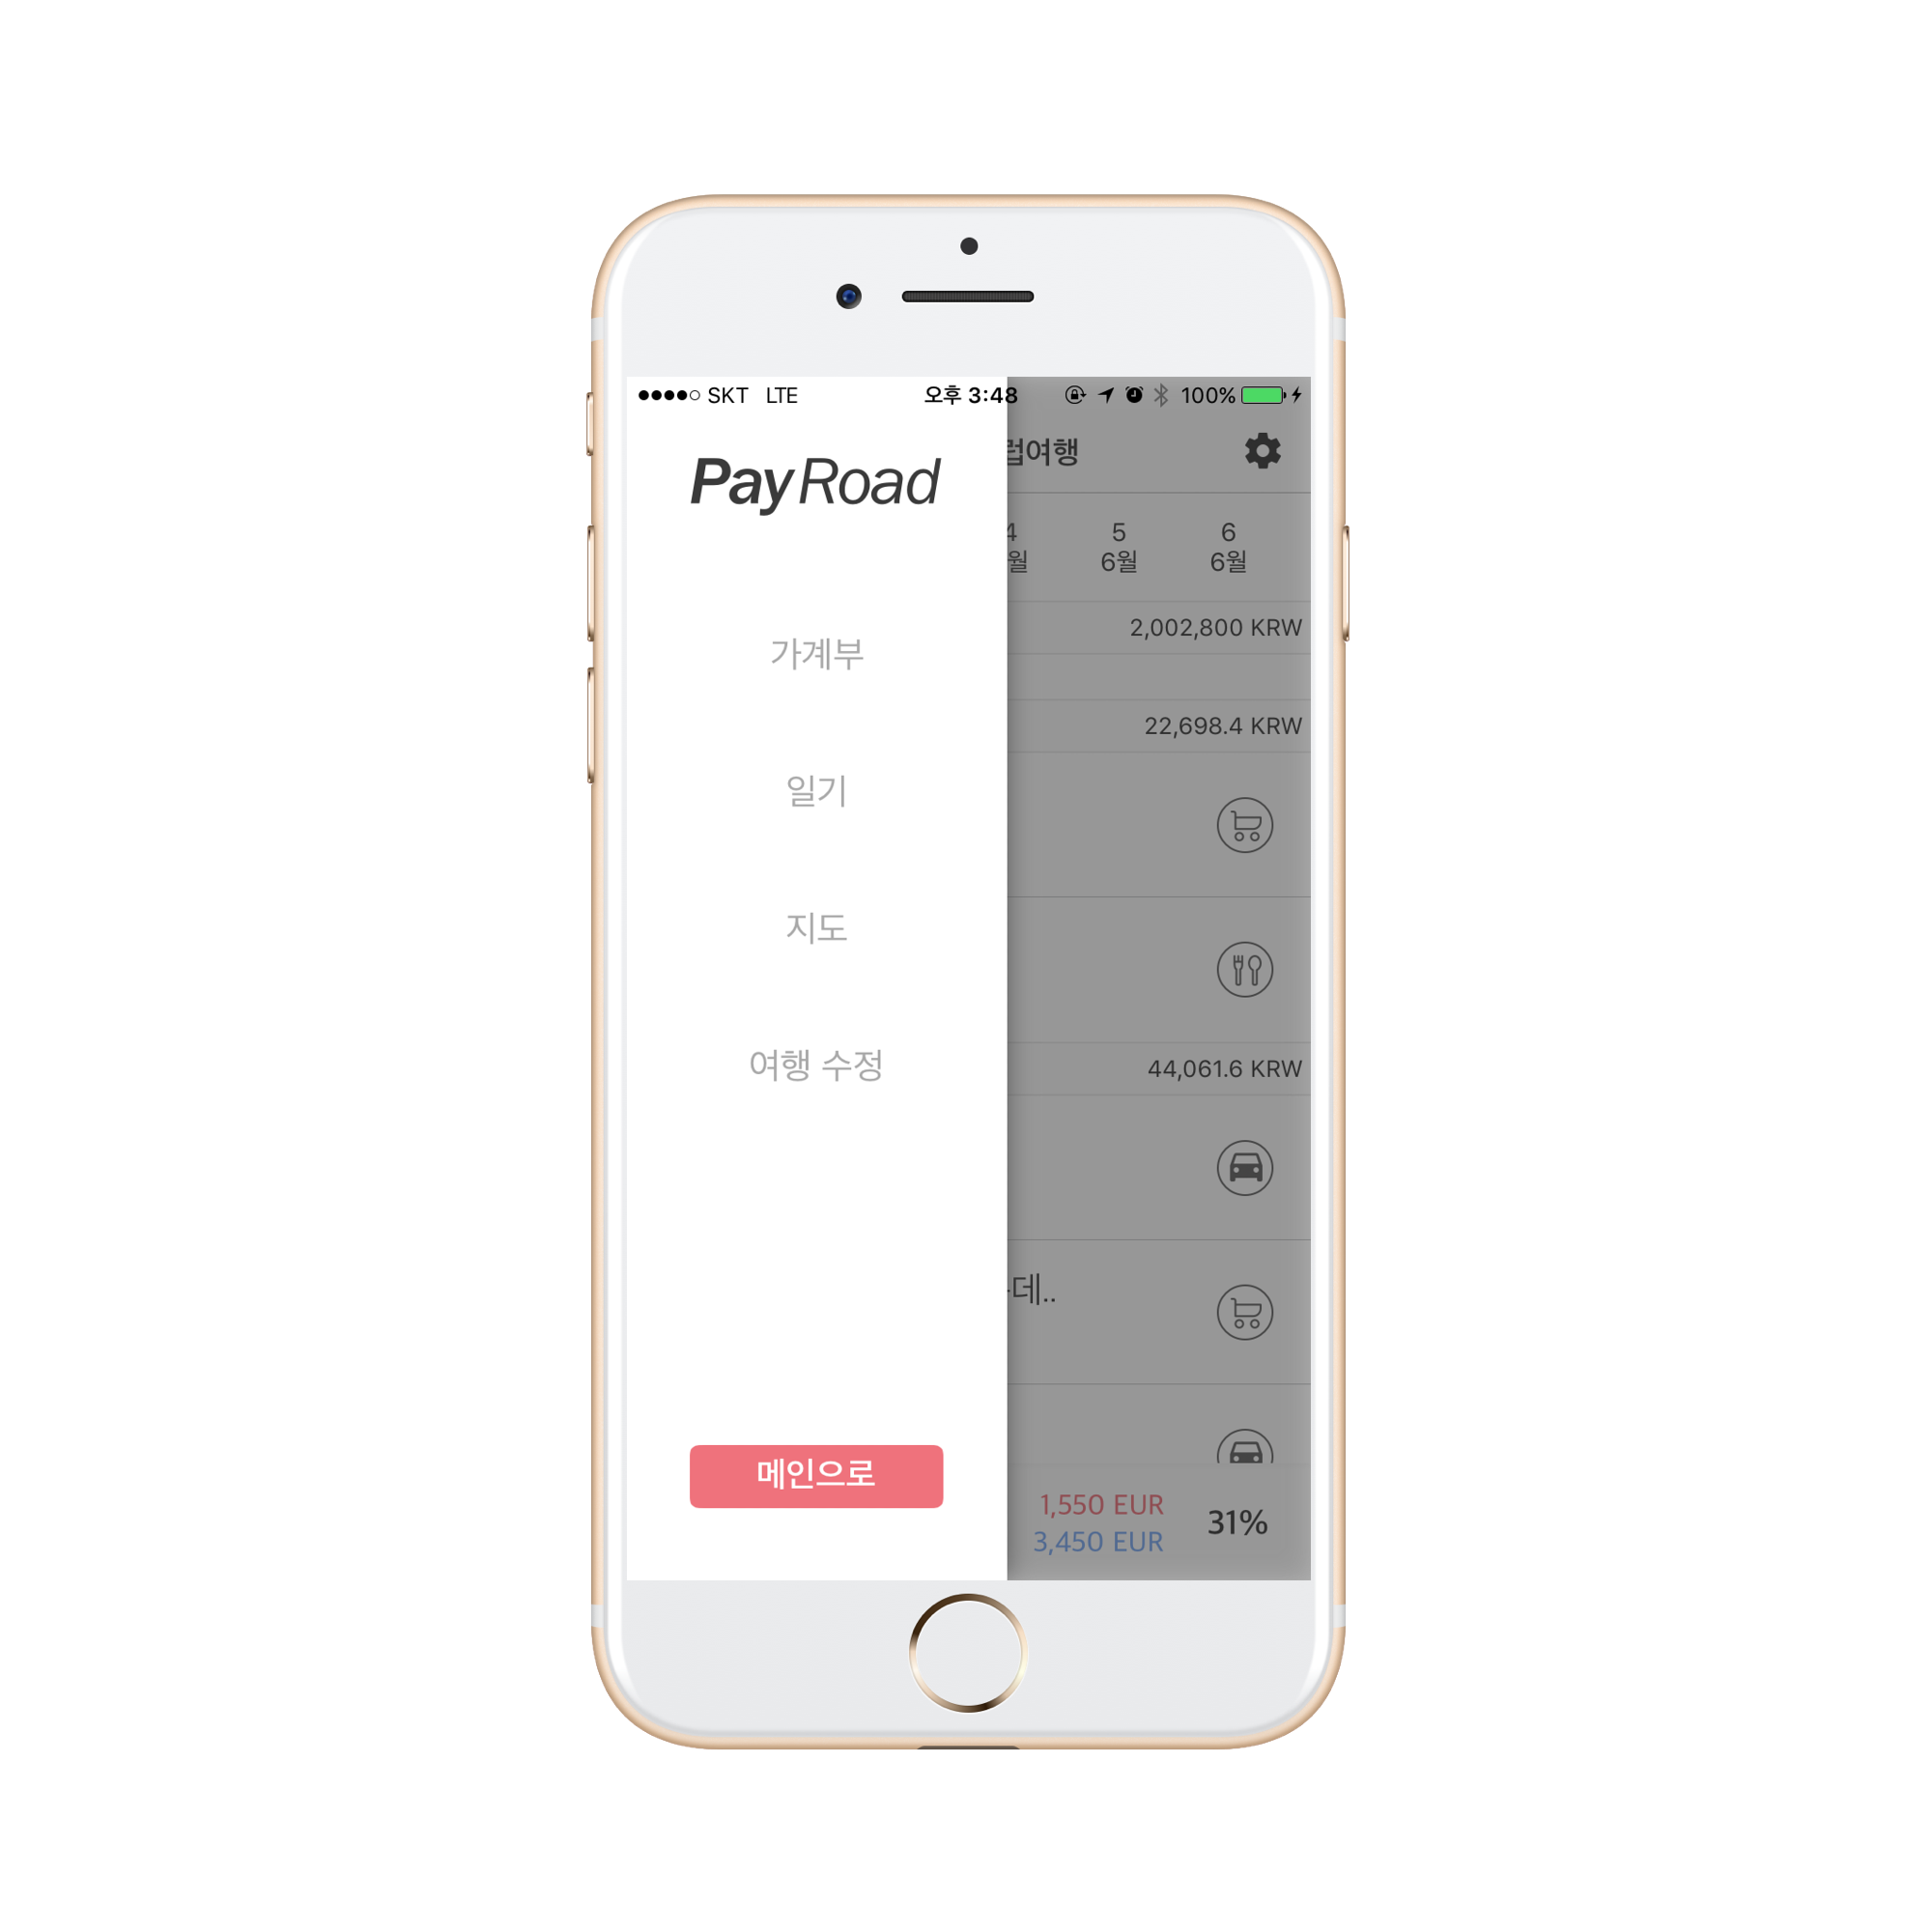 SKT LTE 오후 3:48 100%
PayRoad
가계부
일기
지도
여행 수정
메인으로
럽여행
4 5 6
월 6월 6월
2,002,800 KRW
22,698.4 KRW
44,061.6 KRW
데..
1,550 EUR
3,450 EUR
31%